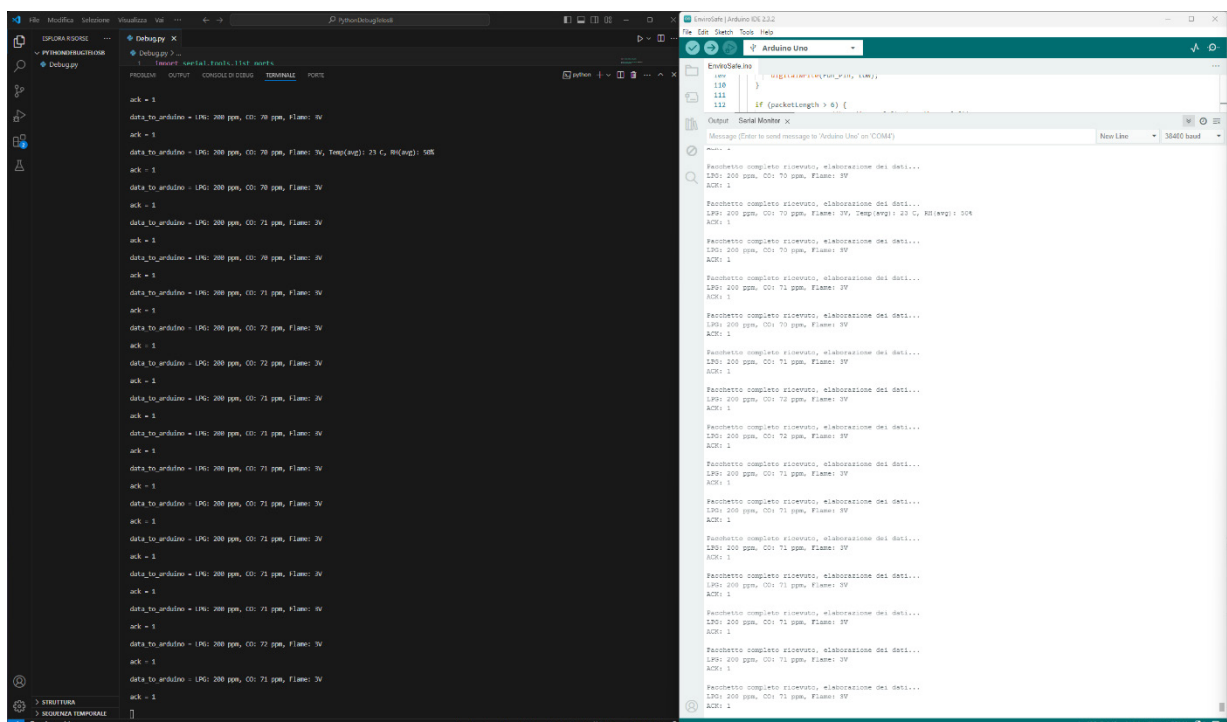 File Modifica Selezione Visualizza Vai ...
PythonDebugTelosb
ESPLORA RISORSE ...
PYTHONDEBUGTELOSB
Debug.py
STRUTTURA
SEQUENZA TEMPORALE
Debug.py X
Debug.py > ...
1 import serial.tools.list_ports
PROBLEMI OUTPUT CONSOLE DI DEBUG TERMINALE PORTE
python
ack = 1
data_to_arduino = LPG: 200 ppm, CO: 70 ppm, Flame: 3V
ack = 1
data_to_arduino = LPG: 200 ppm, CO: 70 ppm, Flame: 3V, Temp(avg): 23 C, RH(avg): 50%
ack = 1
data_to_arduino = LPG: 200 ppm, CO: 70 ppm, Flame: 3V
ack = 1
data_to_arduino = LPG: 200 ppm, CO: 71 ppm, Flame: 3V
ack = 1
data_to_arduino = LPG: 200 ppm, CO: 70 ppm, Flame: 3V
ack = 1
data_to_arduino = LPG: 200 ppm, CO: 71 ppm, Flame: 3V
ack = 1
data_to_arduino = LPG: 200 ppm, CO: 72 ppm, Flame: 3V
ack = 1
data_to_arduino = LPG: 200 ppm, CO: 72 ppm, Flame: 3V
ack = 1
data_to_arduino = LPG: 200 ppm, CO: 71 ppm, Flame: 3V
ack = 1
data_to_arduino = LPG: 200 ppm, CO: 71 ppm, Flame: 3V
ack = 1
data_to_arduino = LPG: 200 ppm, CO: 71 ppm, Flame: 3V
ack = 1
data_to_arduino = LPG: 200 ppm, CO: 71 ppm, Flame: 3V
ack = 1
data_to_arduino = LPG: 200 ppm, CO: 71 ppm, Flame: 3V
ack = 1
data_to_arduino = LPG: 200 ppm, CO: 71 ppm, Flame: 3V
ack = 1
data_to_arduino = LPG: 200 ppm, CO: 71 ppm, Flame:
ack = 1
data_to_arduino = LPG: 200 ppm, CO: 72 ppm, Flame: 3V
ack = 1
data_to_arduino = LPG: 200 ppm, CO: 71 ppm, Flame: 3V
ack = 1
EnviroSafe | Arduino IDE 2.3.2
File Edit Sketch Tools Help
Arduino Uno
EnviroSafe.ino
110 }
111
112 if (packetLength > 6) {
Output Serial Monitor x
Message (Enter to send message to 'Arduino Uno' on 'COM4')
New Line 38400 baud
Pacchetto completo ricevuto, elaborazione dei dati...
LPG: 200 ppm, CO: 70 ppm, Flame: 3V
ACK: 1
Pacchetto completo ricevuto, elaborazione dei dati...
LPG: 200 ppm, CO: 70 ppm, Flame: 3V, Temp(avg): 23 C, RH(avg): 50%
ACK: 1
Pacchetto completo ricevuto, elaborazione dei dati...
LPG: 200 ppm, CO: 70 ppm, Flame: 3V
ACK: 1
Pacchetto completo ricevuto, elaborazione dei dati...
LPG: 200 ppm, CO: 71 ppm, Flame: 3V
ACK: 1
Pacchetto completo ricevuto, elaborazione dei dati...
LPG: 200 ppm, CO: 70 ppm, Flame: 3V
ACK: 1
Pacchetto completo ricevuto, elaborazione dei dati...
LPG: 200 ppm, CO: 71 ppm, Flame: 3V
ACK: 1
Pacchetto completo ricevuto, elaborazione dei dati...
LPG: 200 ppm, CO: 72 ppm, Flame: 3V
ACK: 1
Pacchetto completo ricevuto, elaborazione dei dati...
LPG: 200 ppm, CO: 72 ppm, Flame: 3V
ACK: 1
Pacchetto completo ricevuto, elaborazione dei dati...
LPG: 200 ppm, CO: 71 ppm, Flame: 3V
ACK: 1
Pacchetto completo ricevuto, elaborazione dei dati...
LPG: 200 ppm, CO: 71 ppm, Flame: 3V
ACK: 1
Pacchetto completo ricevuto, elaborazione dei dati...
LPG: 200 ppm, CO: 71 ppm, Flame: 3V
ACK: 1
Pacchetto completo ricevuto, elaborazione dei dati...
LPG: 200 ppm, CO: 71 ppm, Flame: 3V
ACK: 1
Pacchetto completo ricevuto, elaborazione dei dati...
LPG: 200 ppm, CO: 71 ppm, Flame: 3V
ACK: 1
Pacchetto completo ricevuto, elaborazione dei dati...
LPG: 200 ppm, CO: 71 ppm, Flame: 3V
ACK: 1
Pacchetto completo ricevuto, elaborazione dei dati...
LPG: 200 ppm, CO: 71 ppm, Flame: 3V
ACK: 1